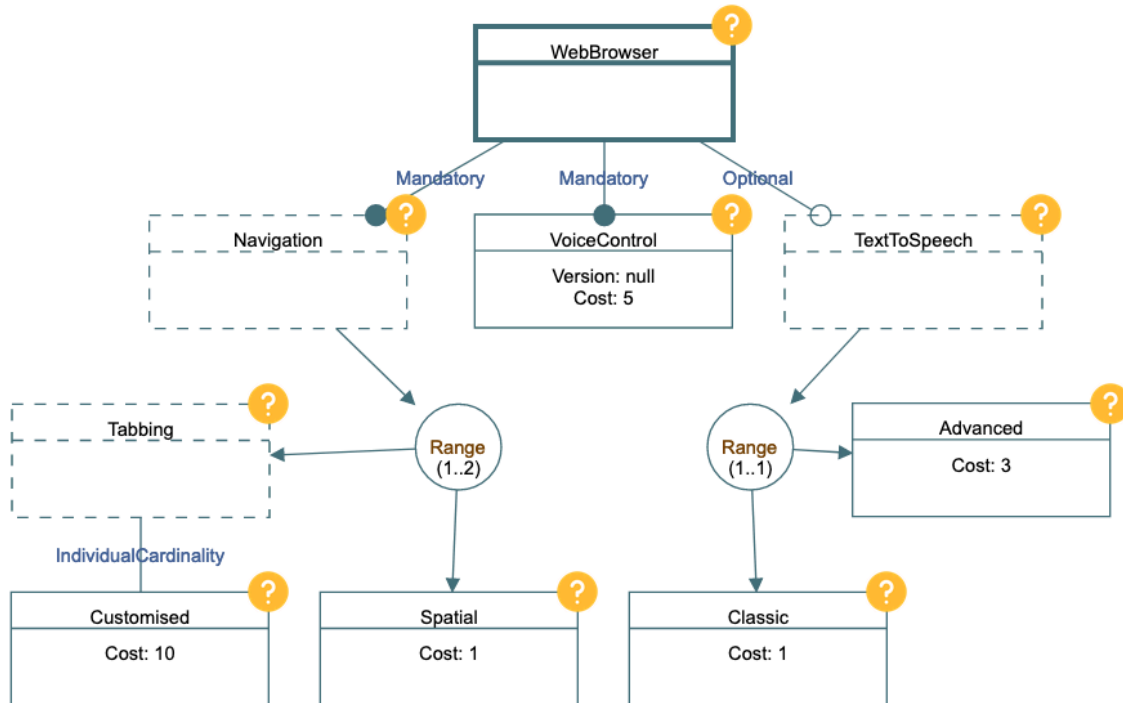 ?
WebBrowser
Mandatory
Mandatory
Optional
?
?
?
Navigation
VoiceControl
TextToSpeech
Version: null
Cost: 5
?
?
Tabbing
Advanced
Range
(1..2)
Range
(1..1)
Cost: 3
IndividualCardinality
?
?
?
Customised
Spatial
Classic
Cost: 10
Cost: 1
Cost: 1